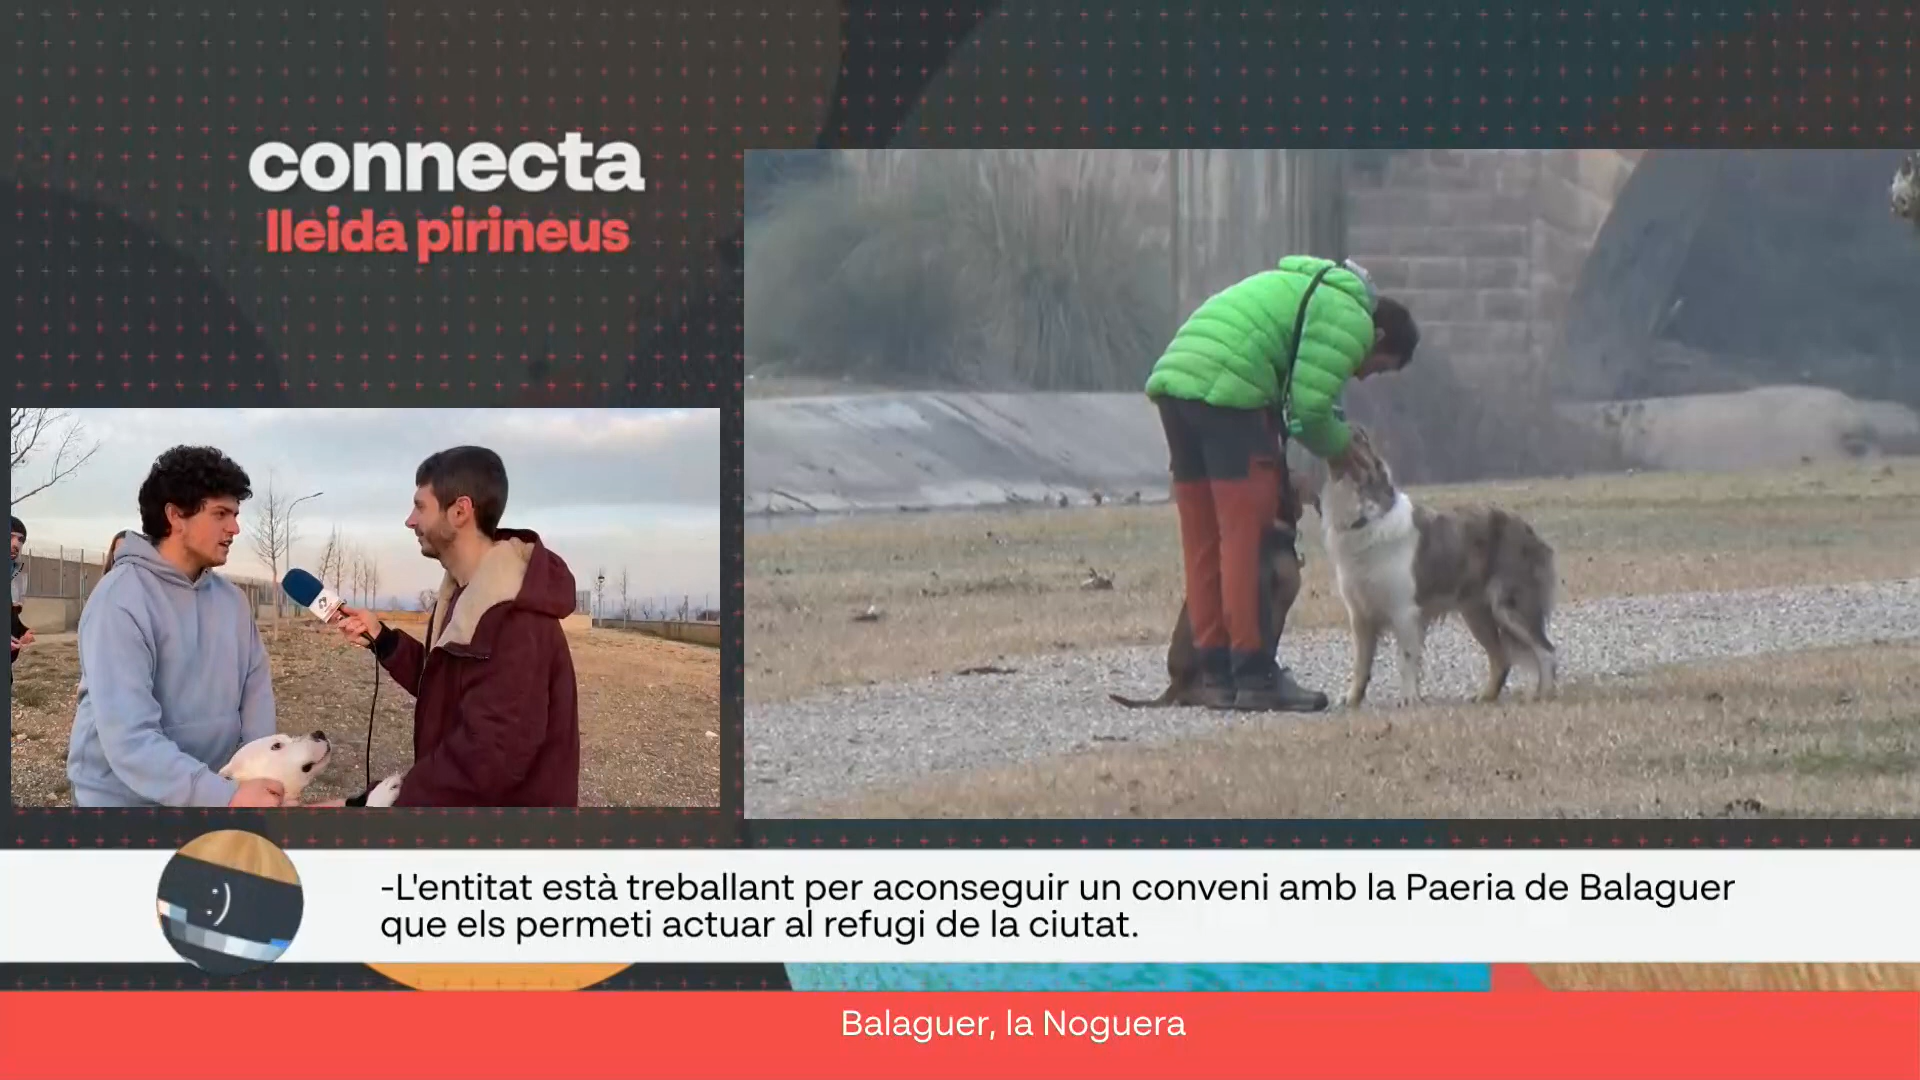 connecta
lleida pirineus
-L'entitat està treballant per aconseguir un conveni amb la Paeria de Balaguer
que els permeti actuar al refugi de la ciutat.
Balaguer, la Noguera